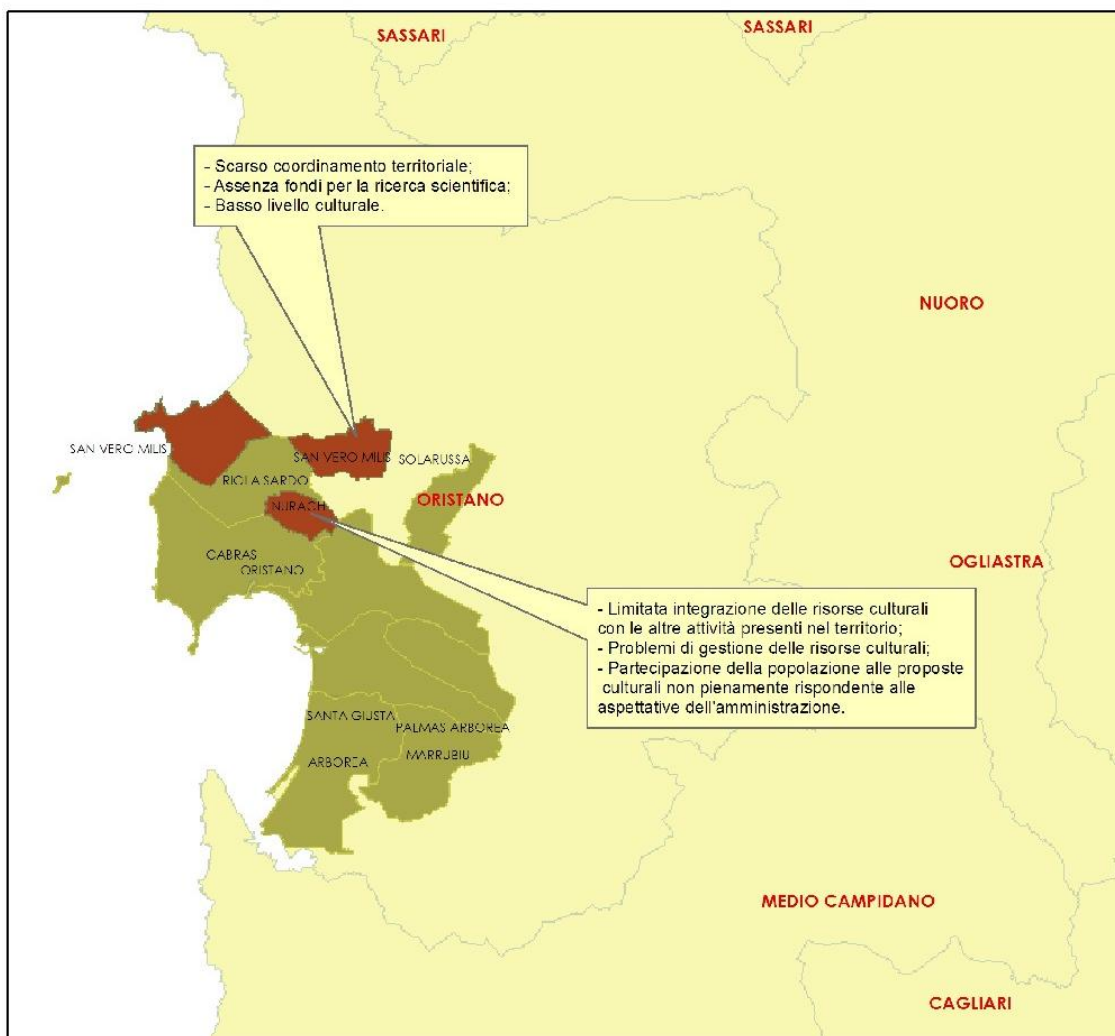 SASSARI
SASSARI
- Scarso coordinamento territoriale;
- Assenza fondi per la ricerca scientifica;
- Basso livello culturale.
NUORO
SAN VERO MILIS
SAN VERO MILIS
SOLARUSSA
RIOLA SARDO
ORISTANO
NURACHI
CABRAS
ORISTANO
OGLIASTRA
- Limitata integrazione delle risorse culturali
con le altre attività presenti nel territorio;
- Problemi di gestione delle risorse culturali;
- Partecipazione della popolazione alle proposte
culturali non pienamente rispondente alle
aspettative dell'amministrazione.
SANTA GIUSTA
PALMAS ARBOREA
MARRUBIU
ARBOREA
MEDIO CAMPIDANO
CAGLIARI